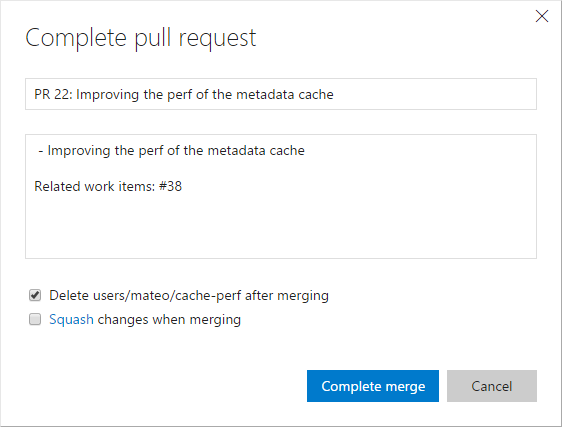 Complete pull request
PR 22: Improving the perf of the metadata cache
- Improving the perf of the metadata cache
Related work items: #38
Delete users/mateo/cache-perf after merging
Squash changes when merging
Complete merge
Cancel